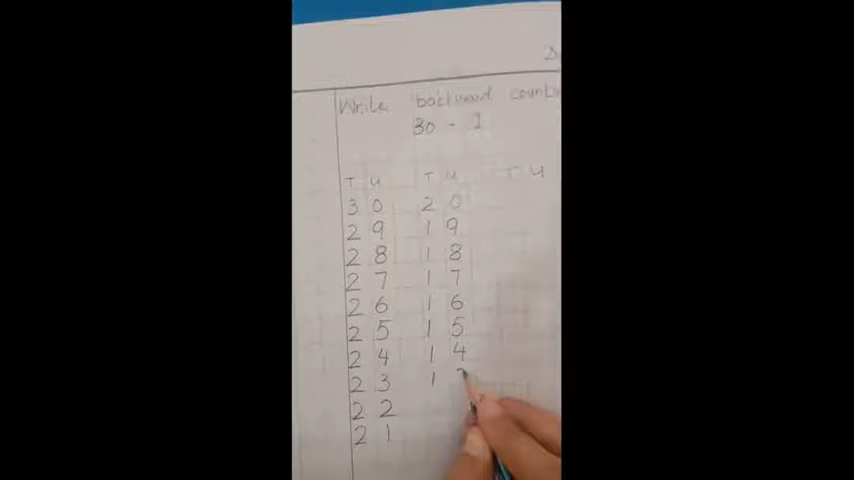 Write backward
30 - 1
T U T U T U
3 0 2 0
2 9 1 9
2 8 1 8
2 7 1 7
2 6 1 6
2 5 1 5
2 4 1 4
2 3 1
2 2
2 1